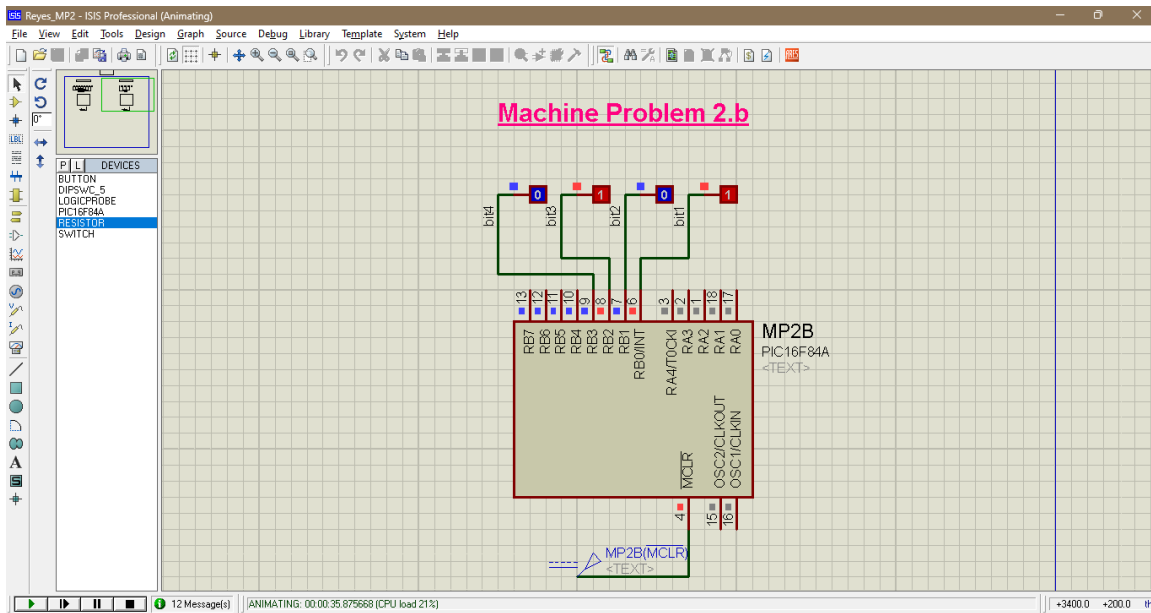 Reyes_MP2 - ISIS Professional (Animating)
File View Edit Tools Design Graph Source Debug Library Template System Help
0°
P L DEVICES
BUTTON
DIPSWC_5
LOGICPROBE
PIC16F84A
RESISTOR
SWITCH
Machine Problem 2.b
0 1 0 1
bit4 bit3 bit2 bit1
13 12 11 10 9 8 7 6 3 2 1 18 17
RB7 RB6 RB5 RB4 RB3 RB2 RB1 RB0/INT RA4/T0CKI RA3 RA2 RA1 RA0
MP2B
PIC16F84A
<TEXT>
MCLR OSC2/CLKOUT OSC1/CLKIN
4 15 16
MP2B(MCLR)
<TEXT>
12 Message(s) ANIMATING: 00:00:35.875668 (CPU load 21%) +3400.0 +200.0 th